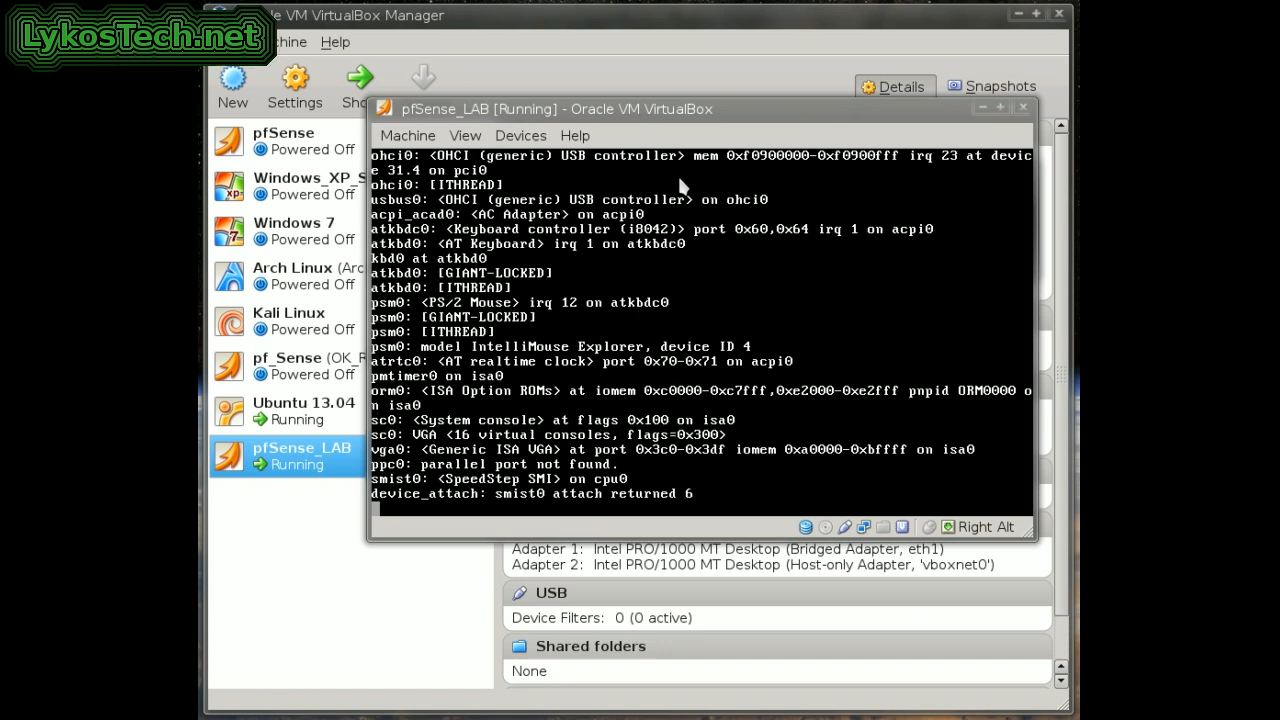 LykosTech.net
le VM VirtualBox Manager
hine Help
New Settings Sho
Details Snapshots
pfSense
Powered Off
Windows_XP_S
Powered Off
Windows 7
Powered Off
Arch Linux (Arc
Powered Off
Kali Linux
Powered Off
pf_Sense (OK_R
Powered Off
Ubuntu 13.04
Running
pfSense_LAB
Running
pfSense_LAB [Running] - Oracle VM VirtualBox
Machine View Devices Help
ohci0: <OHCI (generic) USB controller> mem 0xf0900000-0xf0900fff irq 23 at devic
e 31.4 on pci0
ohci0: [ITHREAD]
usbus0: <OHCI (generic) USB controller> on ohci0
acpi_acad0: <AC Adapter> on acpi0
atkbdc0: <Keyboard controller (i8042)> port 0x60,0x64 irq 1 on acpi0
atkbd0: <AT Keyboard> irq 1 on atkbdc0
kbd0 at atkbd0
atkbd0: [GIANT-LOCKED]
atkbd0: [ITHREAD]
psm0: <PS/2 Mouse> irq 12 on atkbdc0
psm0: [GIANT-LOCKED]
psm0: [ITHREAD]
psm0: model IntelliMouse Explorer, device ID 4
atrtc0: <AT realtime clock> port 0x70-0x71 on acpi0
pmtimer0 on isa0
orm0: <ISA Option ROMs> at iomem 0xc0000-0xc7fff,0xe2000-0xe2fff pnpid ORM0000 o
n isa0
sc0: <System console> at flags 0x100 on isa0
sc0: VGA <16 virtual consoles, flags=0x300>
vga0: <Generic ISA VGA> at port 0x3c0-0x3df iomem 0xa0000-0xbffff on isa0
ppc0: parallel port not found.
smist0: <SpeedStep SMI> on cpu0
device_attach: smist0 attach returned 6
Right Alt
Adapter 1: Intel PRO/1000 MT Desktop (Bridged Adapter, eth1)
Adapter 2: Intel PRO/1000 MT Desktop (Host-only Adapter, 'vboxnet0')
USB
Device Filters: 0 (0 active)
Shared folders
None